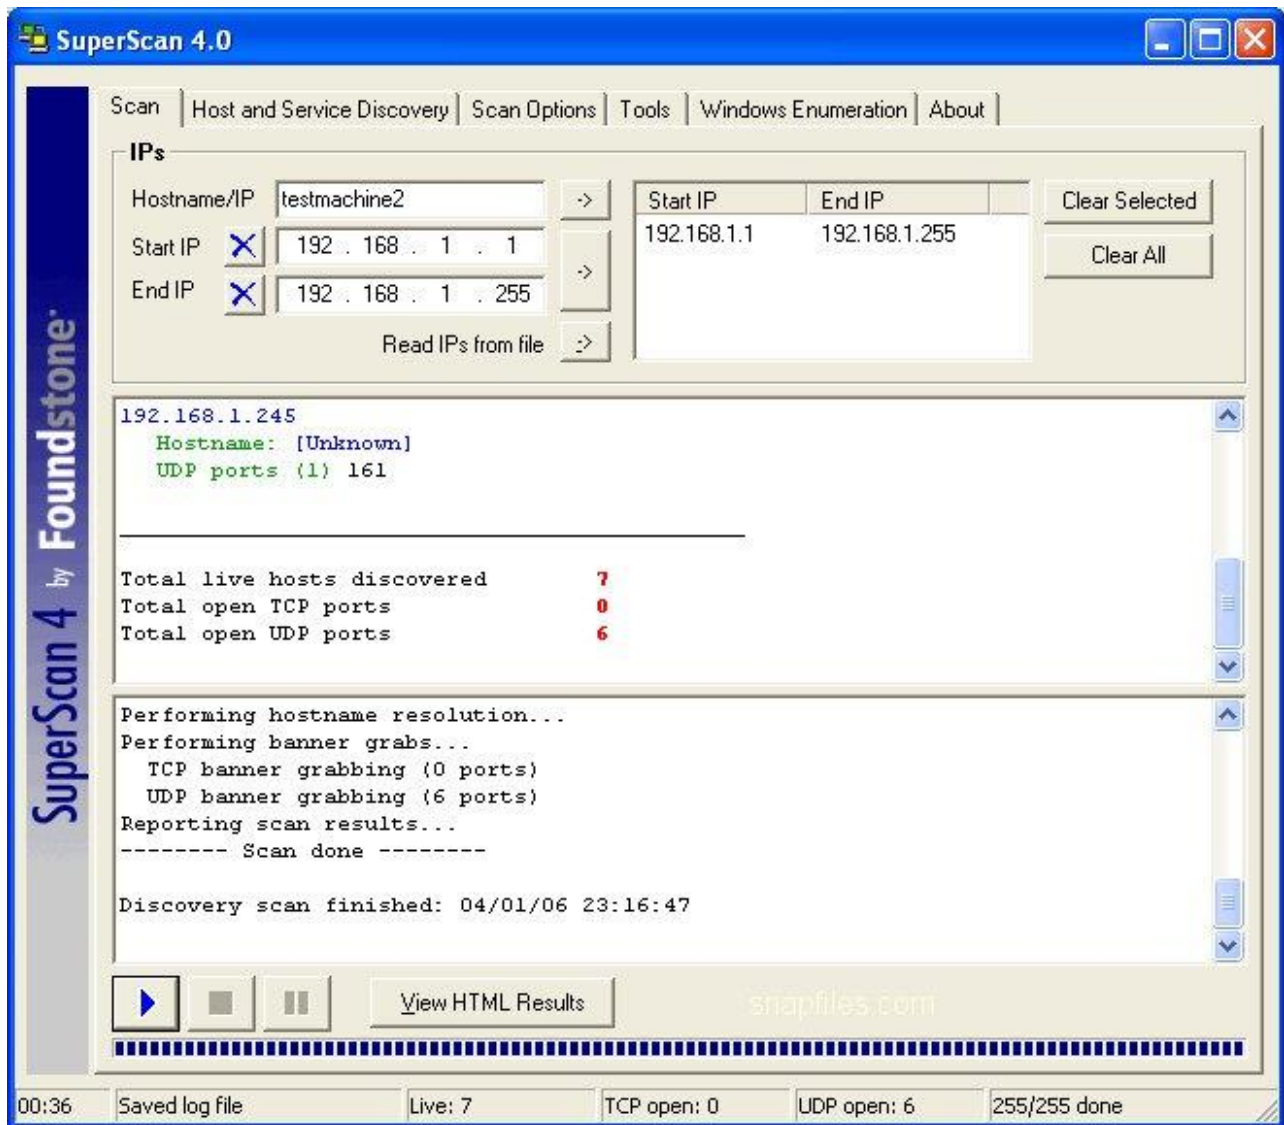 SuperScan 4.0
SuperScan 4 by Foundstone
Scan Host and Service Discovery Scan Options Tools Windows Enumeration About
IPs
Hostname/IP testmachine2 ->
Start IP 192 . 168 . 1 . 1
End IP 192 . 168 . 1 . 255
->
Read IPs from file ->
Start IP End IP
192.168.1.1 192.168.1.255
Clear Selected
Clear All
192.168.1.245
Hostname: [Unknown]
UDP ports (1) 161
Total live hosts discovered 7
Total open TCP ports 0
Total open UDP ports 6
Performing hostname resolution...
Performing banner grabs...
TCP banner grabbing (0 ports)
UDP banner grabbing (6 ports)
Reporting scan results...
-------- Scan done --------
Discovery scan finished: 04/01/06 23:16:47
View HTML Results
snapfiles.com
00:36 Saved log file Live: 7 TCP open: 0 UDP open: 6 255/255 done